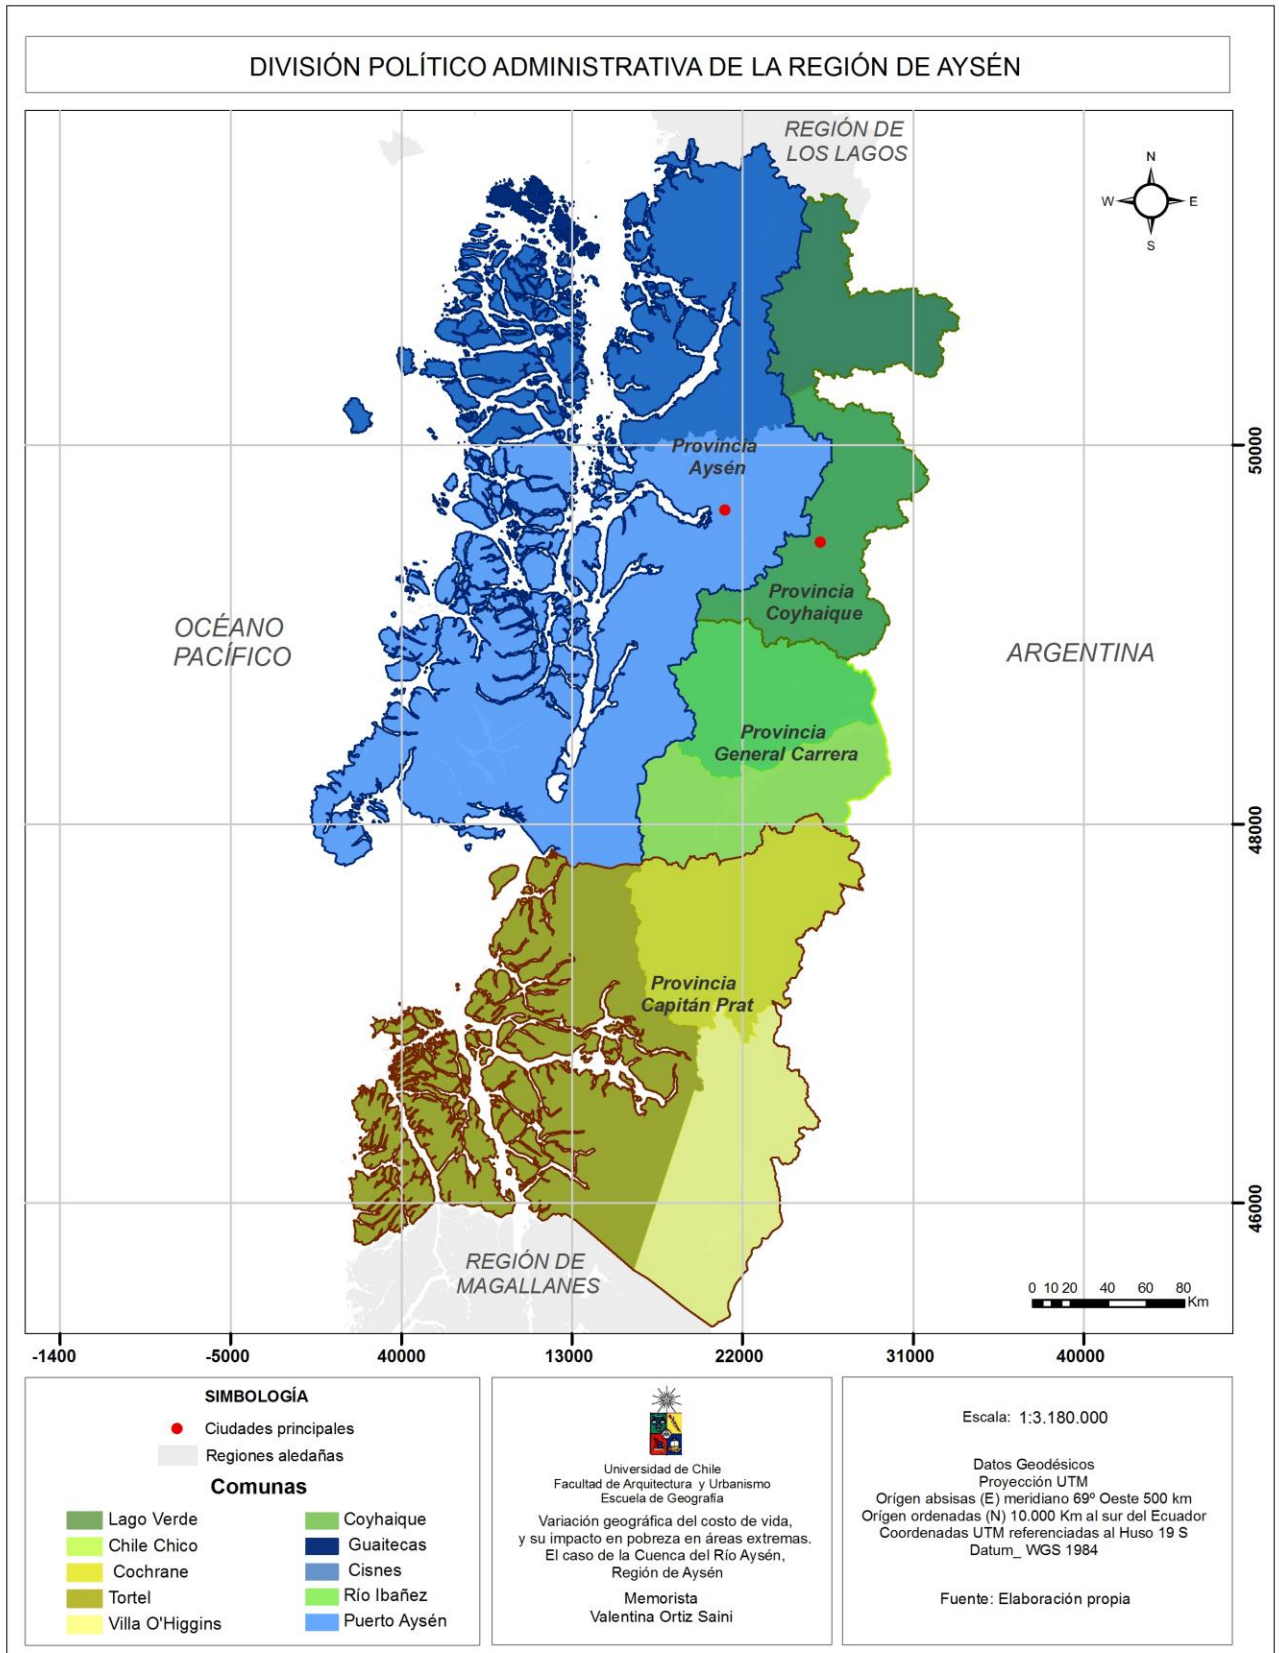 DIVISIÓN POLÍTICO ADMINISTRATIVA DE LA REGIÓN DE AYSÉN
REGIÓN DE
LOS LAGOS
N
W
E
S
Provincia
Aysén
50000
Provincia
Coyhaique
OCÉANO
PACÍFICO
ARGENTINA
Provincia
General Carrera
48000
Provincia
Capitán Prat
46000
REGIÓN DE
MAGALLANES
0 10 20 40 60 80
Km
-1400 -5000 40000 13000 22000 31000 40000
SIMBOLOGÍA
Ciudades principales
Regiones aledañas
Comunas
Lago Verde
Chile Chico
Cochrane
Tortel
Villa O'Higgins
Coyhaique
Guaitecas
Cisnes
Río Ibañez
Puerto Aysén
Universidad de Chile
Facultad de Arquitectura y Urbanismo
Escuela de Geografía
Variación geográfica del costo de vida,
y su impacto en pobreza en áreas extremas.
El caso de la Cuenca del Río Aysén,
Región de Aysén
Memorista
Valentina Ortiz Saini
Escala: 1:3.180.000
Datos Geodésicos
Proyección UTM
Orígen absisas (E) meridiano 69º Oeste 500 km
Orígen ordenadas (N) 10.000 Km al sur del Ecuador
Coordenadas UTM referenciadas al Huso 19 S
Datum_ WGS 1984
Fuente: Elaboración propia